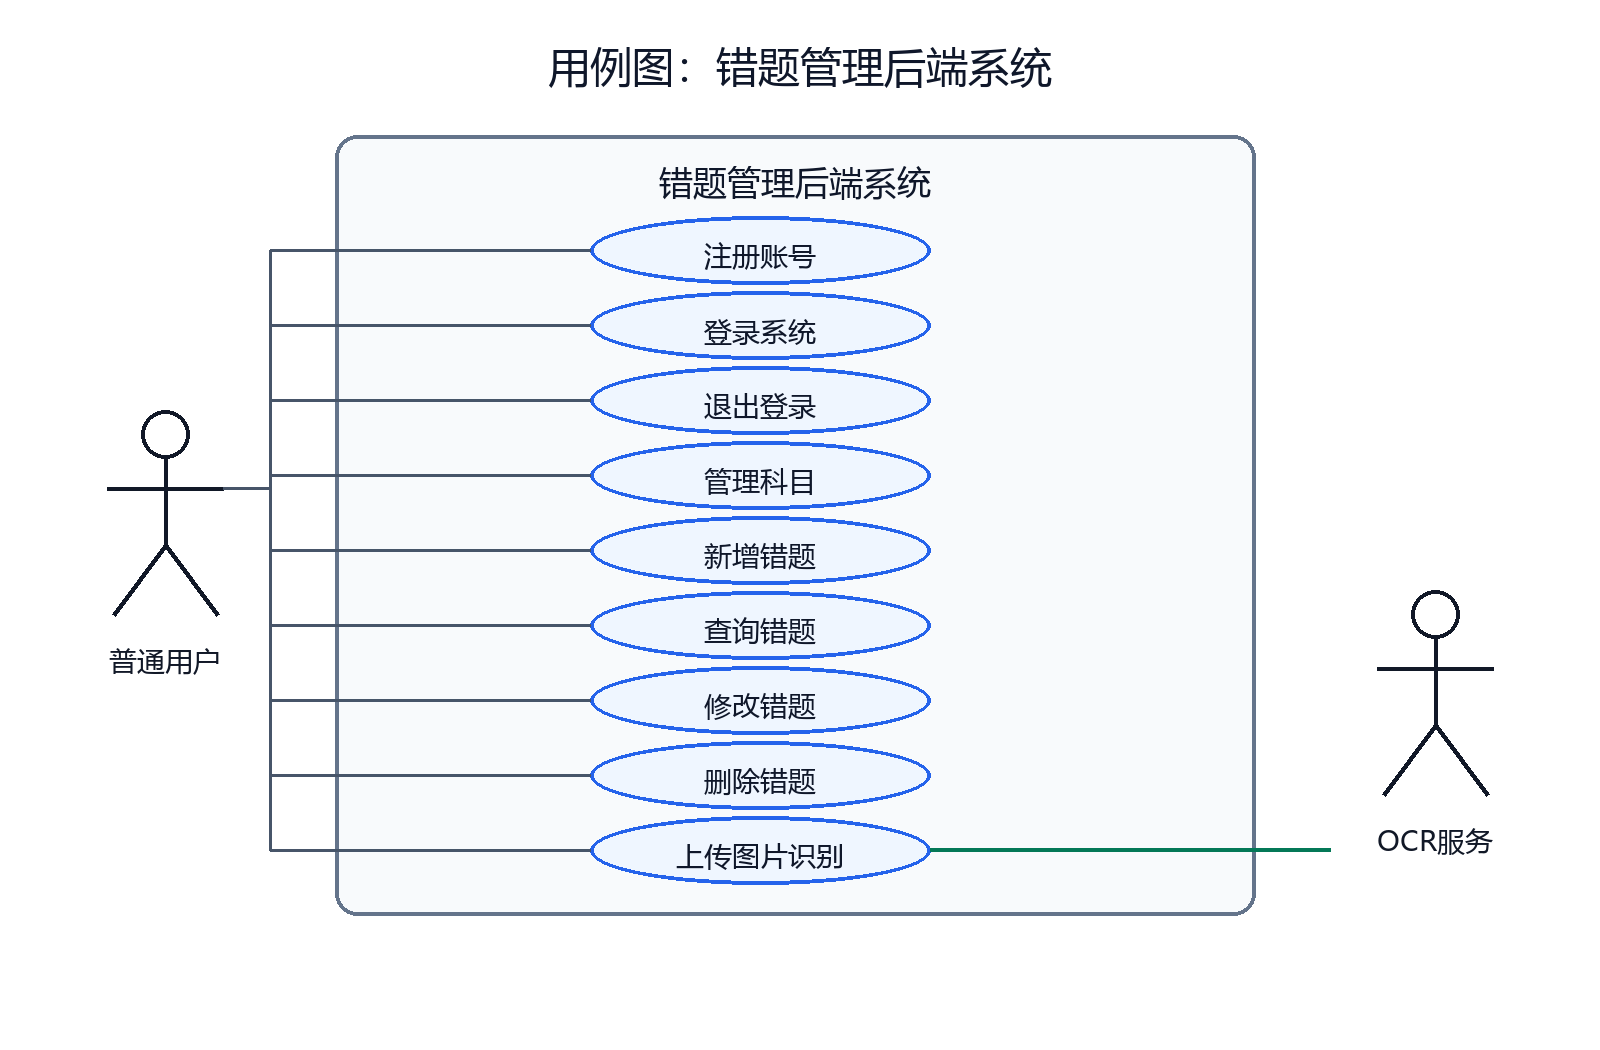 用例图：错题管理后端系统
错题管理后端系统
注册账号
登录系统
退出登录
管理科目
新增错题
查询错题
修改错题
删除错题
上传图片识别
普通用户
OCR服务